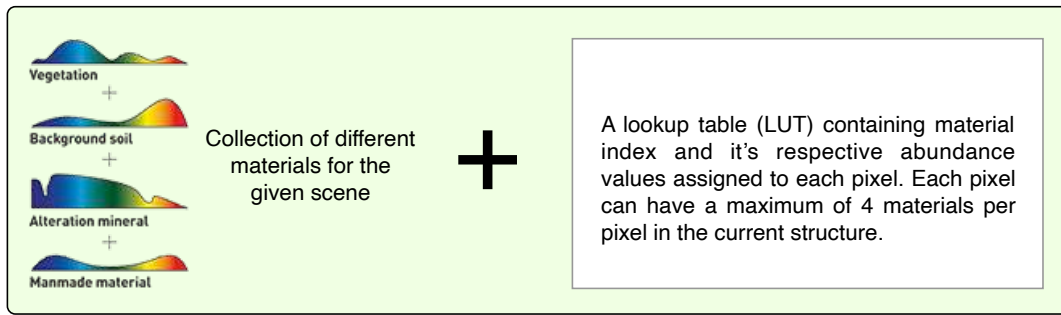 Vegetation
+
Background soil
+
Alteration mineral
+
Manmade material
Collection of different
materials for the
given scene
+
A lookup table (LUT) containing material
index and it's respective abundance
values assigned to each pixel. Each pixel
can have a maximum of 4 materials per
pixel in the current structure.